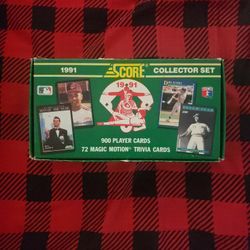 1991
SCORE
COLLECTOR SET
1991
900 PLAYER CARDS
72 MAGIC MOTION® TRIVIA CARDS